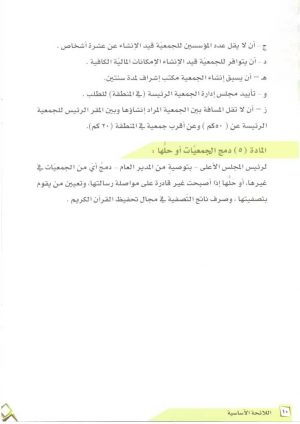 ج - أن لا يقل عدد المؤسسين للجمعية قيد الإنشاء عن عشرة أشخاص .
د - أن يتوافر للجمعية قيد الإنشاء الإمكانات المالية الكافية .
هـ - أن يسبق إنشاء الجمعية مكتب إشراف لمدة سنتين.
و - تأييد مجلس إدارة الجمعية الرئيسة (في المنطقة) للطلب .
ز - أن لا تقل المسافة بين الجمعية المراد إنشاؤها وبين المقر الرئيس للجمعية
الرئيسة عن (٥٠كم) وعن أقرب جمعية في المنطقة (٢٠كم).
المادة (٥) دمج الجمعيات أو حلها :
لرئيس المجلس الأعلى - بتوصية من المدير العام - دمج أي من الجمعيات في
غيرها، أو حلها إذا أصبحت غير قادرة على مواصلة رسالتها، وتعيين من يقوم
بتصفيتها ، وصرف ناتج التصفية في مجال تحفيظ القرآن الكريم .
١٠ اللائحة الأساسية